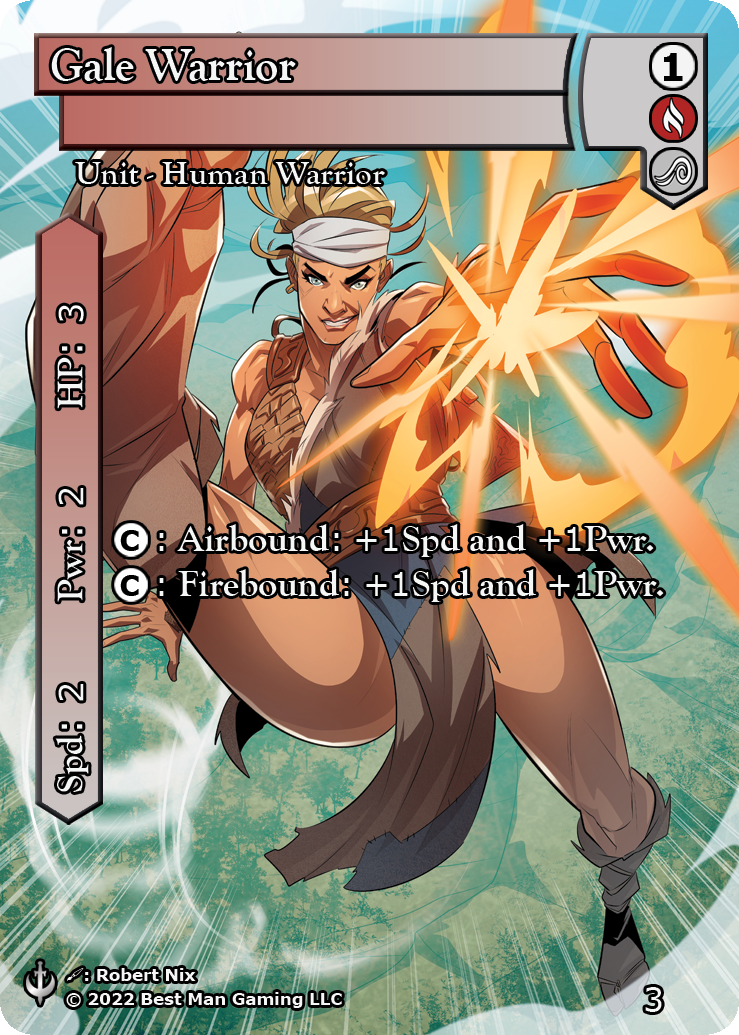 Gale Warrior
1
Unit - Human Warrior
HP: 3
Pwr: 2
Spd: 2
C: Airbound: +1Spd and +1Pwr.
C: Firebound: +1Spd and +1Pwr.
: Robert Nix
© 2022 Best Man Gaming LLC
3